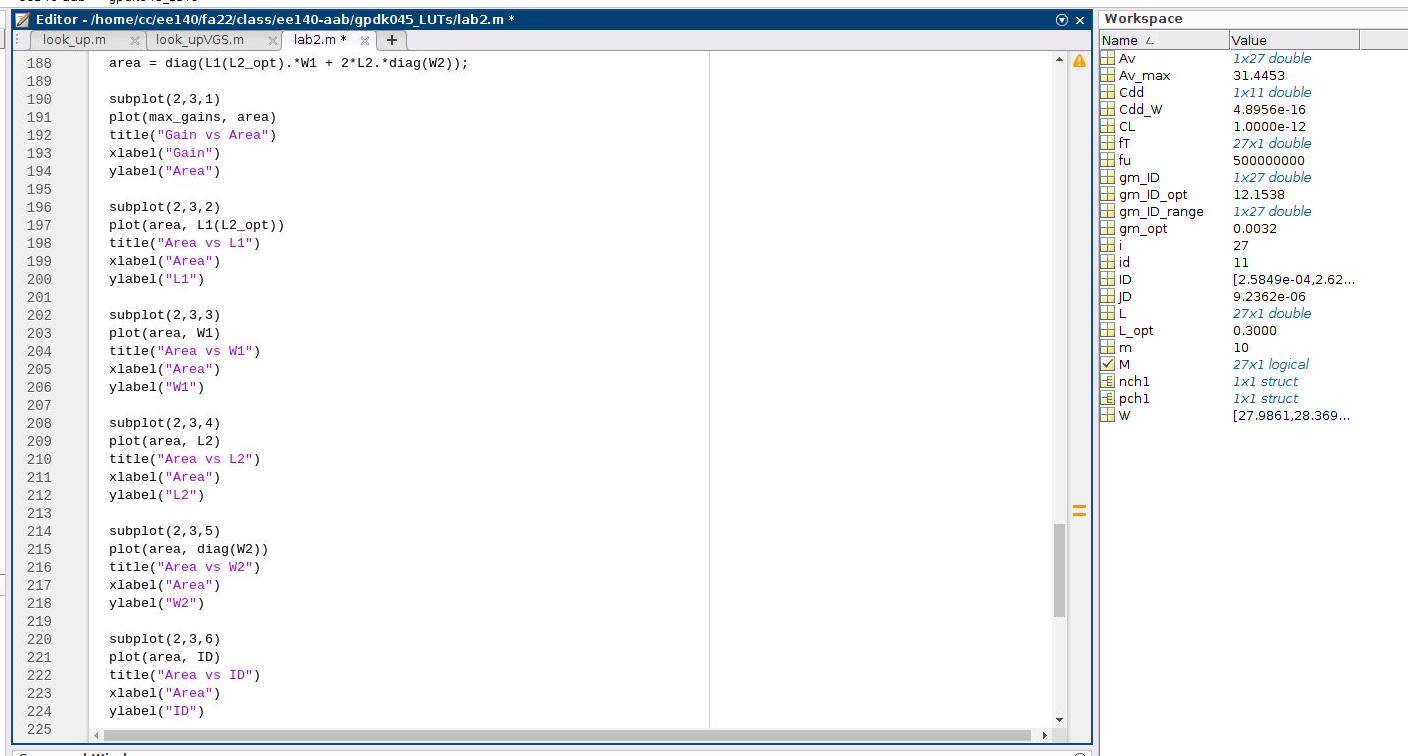 Editor - /home/cc/ee140/fa22/class/ee140-aab/gpdk045_LUTs/lab2.m *
look_up.m
look_upVGS.m
lab2.m *
188 area = diag(L1(L2_opt).*W1 + 2*L2.*diag(W2));
189
190 subplot(2,3,1)
191 plot(max_gains, area)
192 title("Gain vs Area")
193 xlabel("Gain")
194 ylabel("Area")
195
196 subplot(2,3,2)
197 plot(area, L1(L2_opt))
198 title("Area vs L1")
199 xlabel("Area")
200 ylabel("L1")
201
202 subplot(2,3,3)
203 plot(area, W1)
204 title("Area vs W1")
205 xlabel("Area")
206 ylabel("W1")
207
208 subplot(2,3,4)
209 plot(area, L2)
210 title("Area vs L2")
211 xlabel("Area")
212 ylabel("L2")
213
214 subplot(2,3,5)
215 plot(area, diag(W2))
216 title("Area vs W2")
217 xlabel("Area")
218 ylabel("W2")
219
220 subplot(2,3,6)
221 plot(area, ID)
222 title("Area vs ID")
223 xlabel("Area")
224 ylabel("ID")
225
Workspace
Name Value
Av 1x27 double
Av_max 31.4453
Cdd 1x11 double
Cdd_W 4.8956e-16
CL 1.0000e-12
fT 27x1 double
fu 500000000
gm_ID 1x27 double
gm_ID_opt 12.1538
gm_ID_range 1x27 double
gm_opt 0.0032
i 27
id 11
ID [2.5849e-04,2.62...
JD 9.2362e-06
L 27x1 double
L_opt 0.3000
m 10
M 27x1 logical
nch1 1x1 struct
pch1 1x1 struct
W [27.9861,28.369...